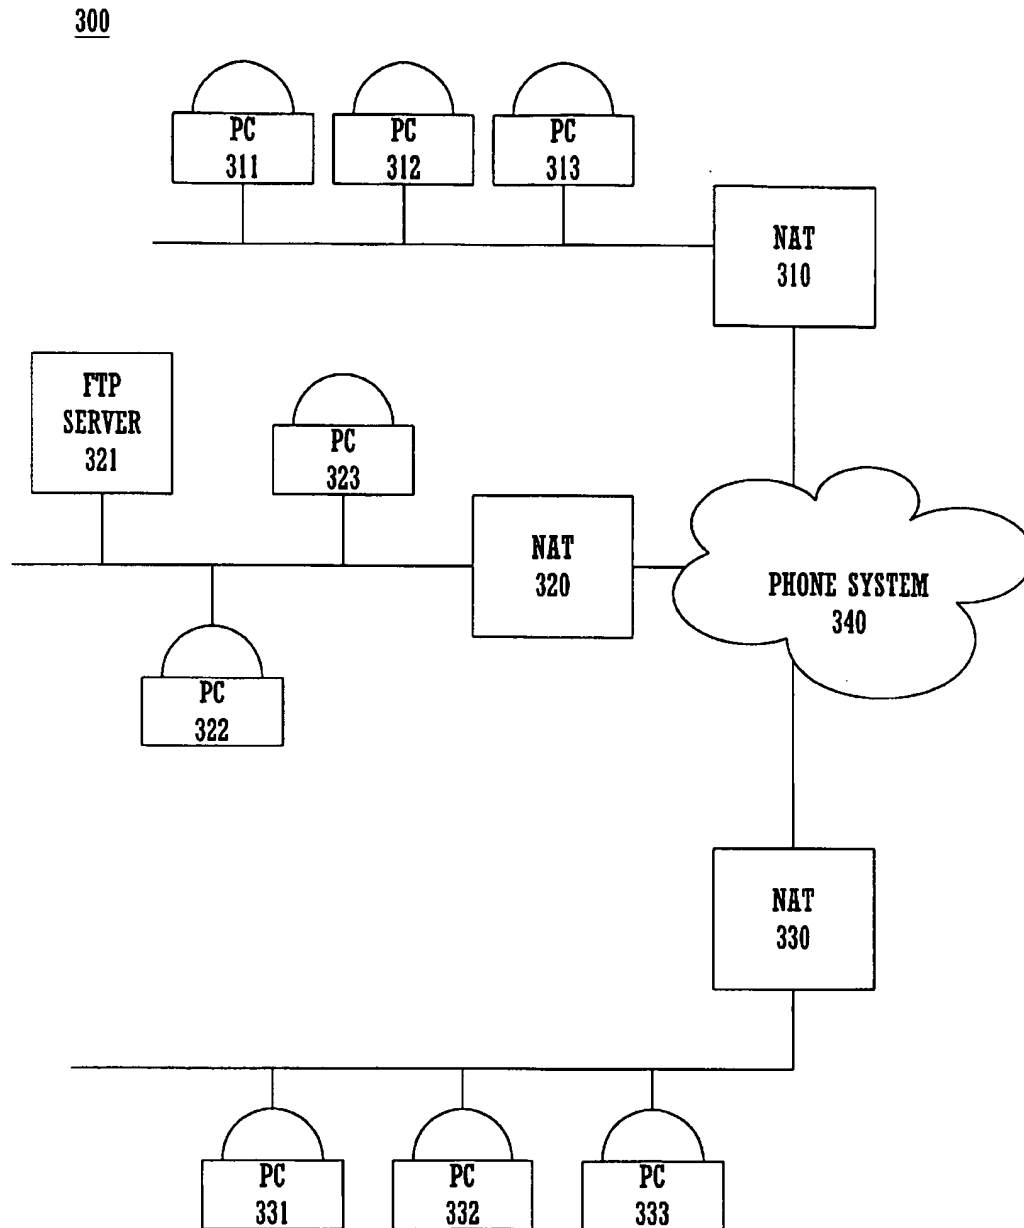 300
PC
311
PC
312
PC
313
NAT
310
FTP
SERVER
321
PC
323
NAT
320
PHONE SYSTEM
340
PC
322
NAT
330
PC
331
PC
332
PC
333